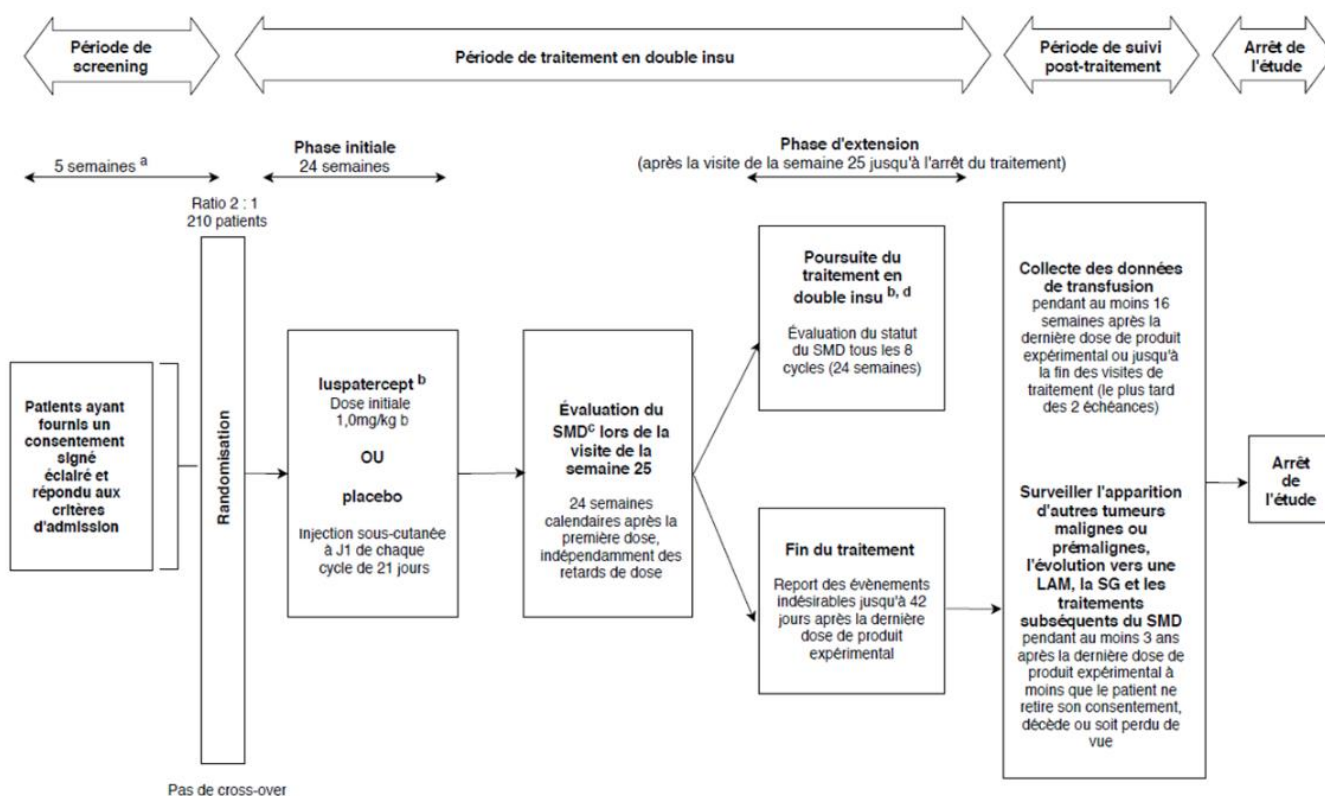 Période de
screening
Période de traitement en double insu
Période de suivi
post-traitement
Arrêt de
l'étude
5 semaines a
Phase initiale
24 semaines
Phase d'extension
(après la visite de la semaine 25 jusqu'à l'arrêt du traitement)
Ratio 2 : 1
210 patients
Patients ayant
fournis un
consentement
signé
éclairé et
répondu aux
critères
d'admission
Randomisation
Pas de cross-over
luspatercept b
Dose initiale
1,0mg/kg b
OU
placebo
Injection sous-cutanée
à J1 de chaque
cycle de 21 jours
Évaluation du
SMDc lors de la
visite de la
semaine 25
24 semaines
calendaires après la
première dose,
indépendamment des
retards de dose
Poursuite du
traitement en
double insu b, d
Évaluation du statut
du SMD tous les 8
cycles (24 semaines)
Fin du traitement
Report des évènements
indésirables jusqu'à 42
jours après la dernière
dose de produit
expérimental
Collecte des données
de transfusion
pendant au moins 16
semaines après la
dernière dose de produit
expérimental ou jusqu'à
la fin des visites de
traitement (le plus tard
des 2 échéances)
Surveiller l'apparition
d'autres tumeurs
malignes ou
prémalignes,
l'évolution vers une
LAM, la SG et les
traitements
subséquents du SMD
pendant au moins 3 ans
après la dernière dose de
produit expérimental à
moins que le patient ne
retire son consentement,
décède ou soit perdu de
vue
Arrêt
de
l'étude